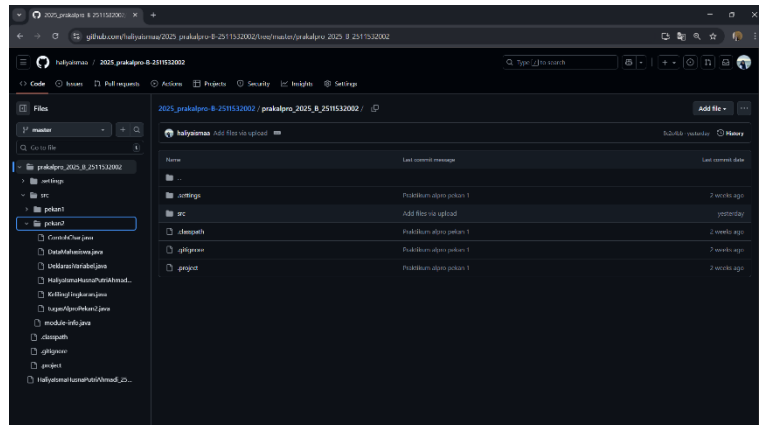 2025_prakalpro-B-2511532002
github.com/haliyaismaa/2025_prakalpro-B-2511532002/tree/master/prakalpro_2025_B_2511532002
haliyaismaa / 2025_prakalpro-B-2511532002
Type / to search
Code Issues Pull requests Actions Projects Security Insights Settings
Files
2025_prakalpro-B-2511532002 / prakalpro_2025_B_2511532002 /
Add file
master
haliyaismaa Add files via upload
yesterday History
Go to file
t
Name Last commit message Last commit date
prakalpro_2025_B_2511532002
..
.settings
.settings Praktikum alpro pekan 1 2 weeks ago
src
src Add files via upload yesterday
pekan1
.classpath Praktikum alpro pekan 1 2 weeks ago
pekan2
.gitignore Praktikum alpro pekan 1 2 weeks ago
ContohChar.java
.project Praktikum alpro pekan 1 2 weeks ago
DataMahasiswa.java
DeklarasiVariabel.java
HaliyaIsmaHusnaPutriAhmad...
KelilingLingkaran.java
tugasAlproPekan2.java
module-info.java
.classpath
.gitignore
.project
HaliyaIsmaHusnaPutriAhmadi_25...